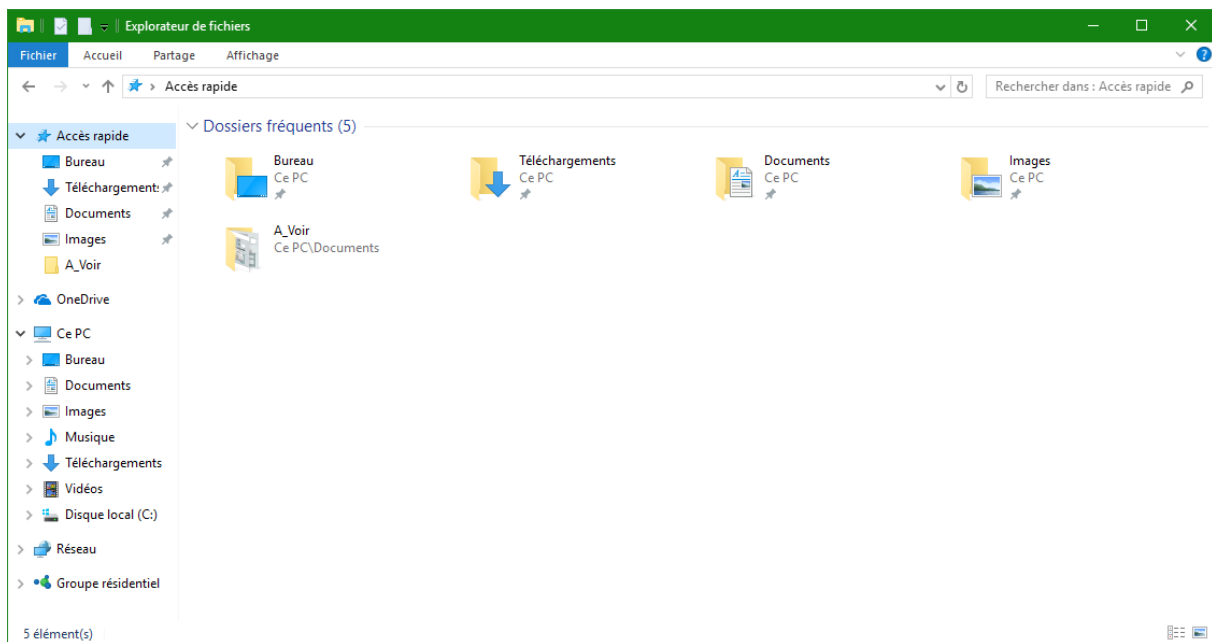 Explorateur de fichiers
Fichier Accueil Partage Affichage
Accès rapide
Rechercher dans : Accès rapide
Accès rapide
Bureau
Téléchargement:
Documents
Images
A_Voir
OneDrive
Ce PC
Bureau
Documents
Images
Musique
Téléchargements
Vidéos
Disque local (C:)
Réseau
Groupe résidentiel
Dossiers fréquents (5)
Bureau
Ce PC
Téléchargements
Ce PC
Documents
Ce PC
Images
Ce PC
A_Voir
Ce PC\Documents
5 élément(s)